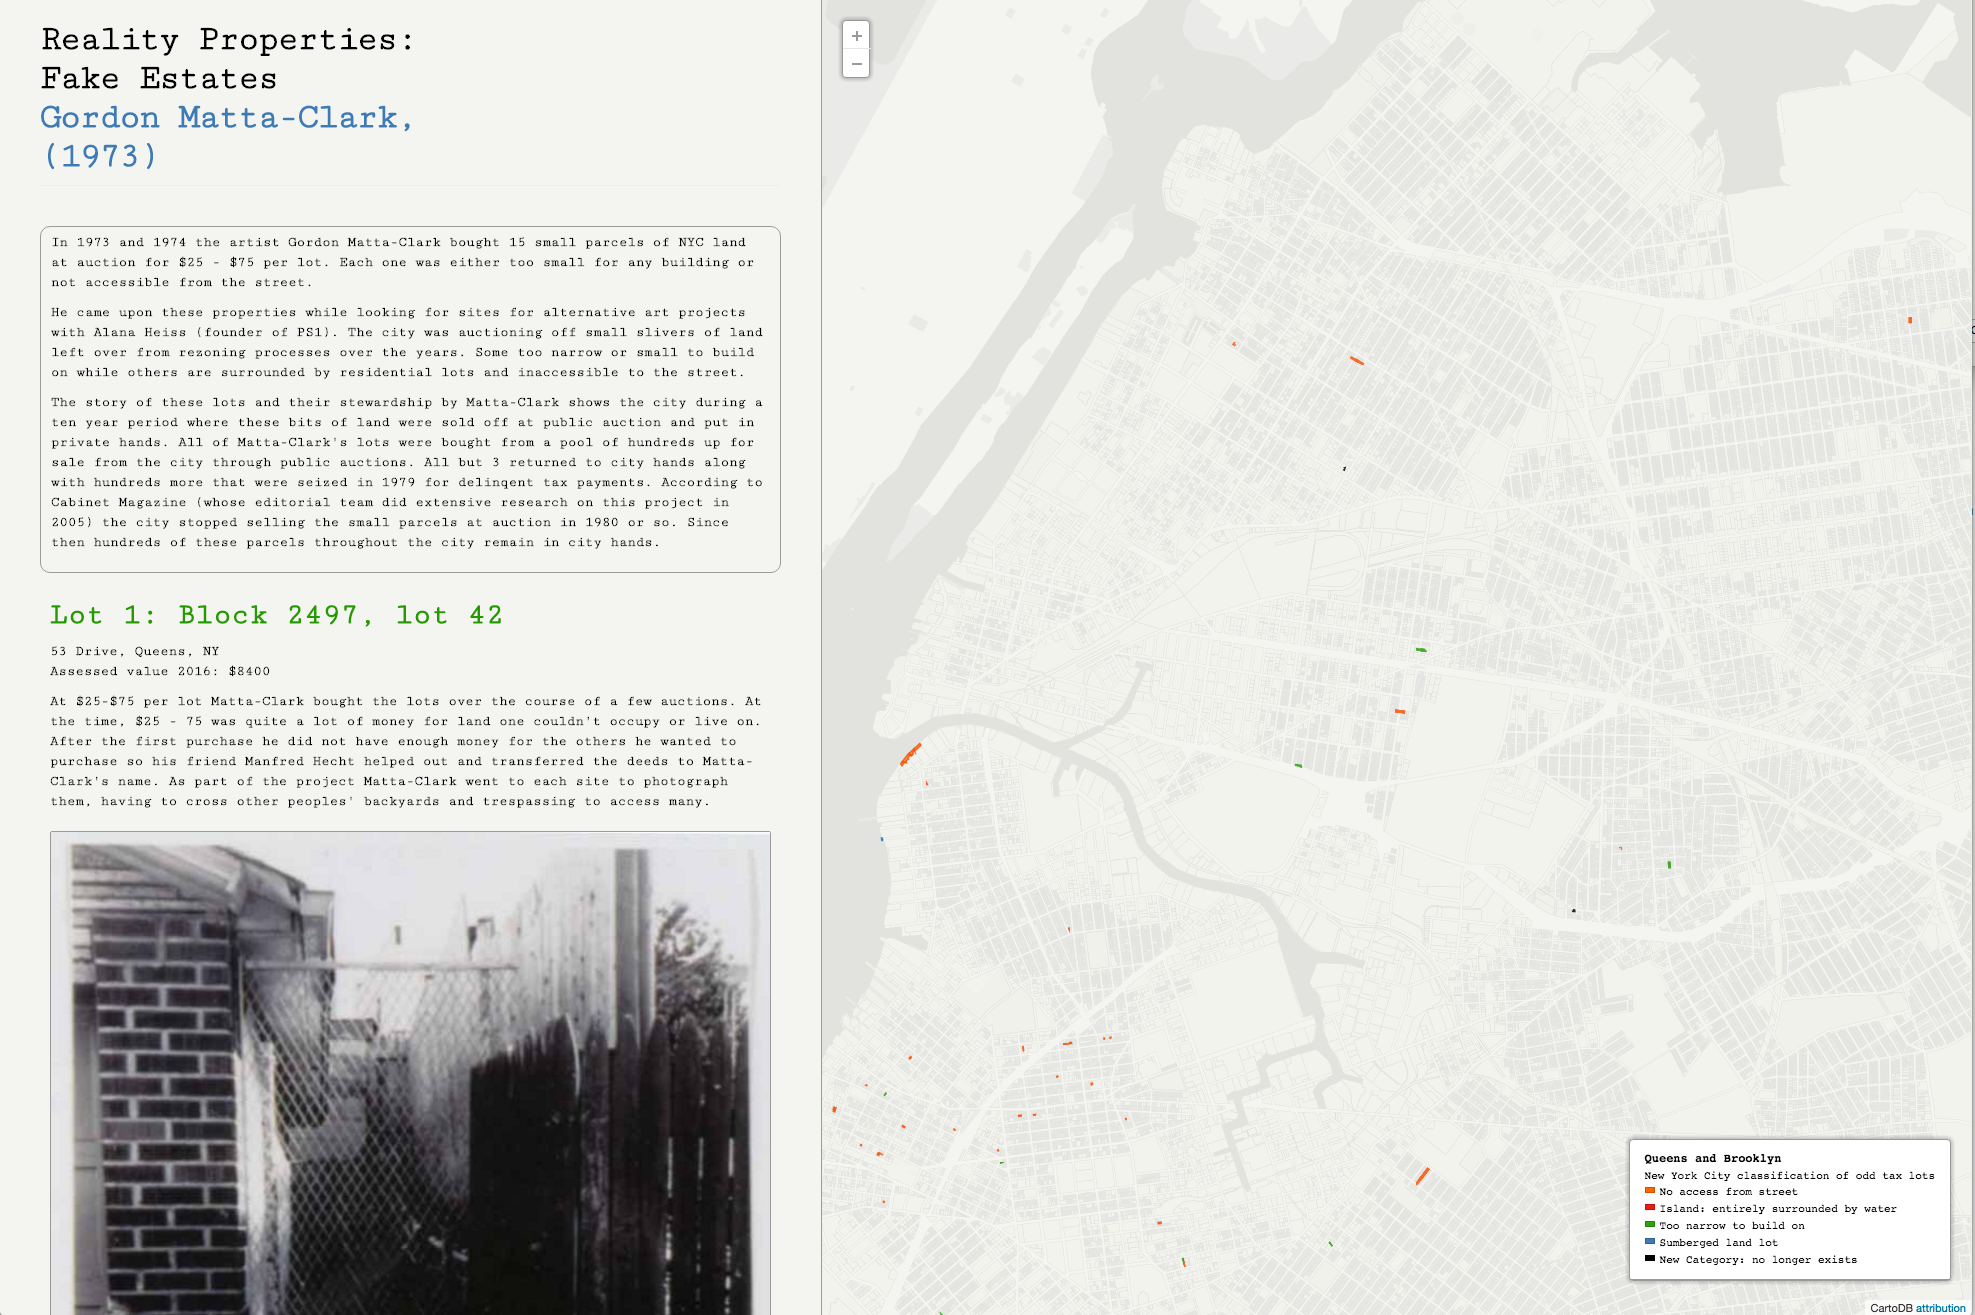 Reality Properties:
Fake Estates
Gordon Matta-Clark,
(1973)
In 1973 and 1974 the artist Gordon Matta-Clark bought 15 small parcels of NYC land
at auction for $25 - $75 per lot. Each one was either too small for any building or
not accessible from the street.
He came upon these properties while looking for sites for alternative art projects
with Alana Heiss (founder of PS1). The city was auctioning off small slivers of land
left over from rezoning processes over the years. Some too narrow or small to build
on while others are surrounded by residential lots and inaccessible to the street.
The story of these lots and their stewardship by Matta-Clark shows the city during a
ten year period where these bits of land were sold off at public auction and put in
private hands. All of Matta-Clark's lots were bought from a pool of hundreds up for
sale from the city through public auctions. All but 3 returned to city hands along
with hundreds more that were seized in 1979 for delinqent tax payments. According to
Cabinet Magazine (whose editorial team did extensive research on this project in
2005) the city stopped selling the small parcels at auction in 1980 or so. Since
then hundreds of these parcels throughout the city remain in city hands.
Lot 1: Block 2497, lot 42
53 Drive, Queens, NY
Assessed value 2016: $8400
At $25-$75 per lot Matta-Clark bought the lots over the course of a few auctions. At
the time, $25 - 75 was quite a lot of money for land one couldn't occupy or live on.
After the first purchase he did not have enough money for the others he wanted to
purchase so his friend Manfred Hecht helped out and transferred the deeds to Matta-
Clark's name. As part of the project Matta-Clark went to each site to photograph
them, having to cross other peoples' backyards and trespassing to access many.
+
−
Queens and Brooklyn
New York City classification of odd tax lots
No access from street
Island: entirely surrounded by water
Too narrow to build on
Sumberged land lot
New Category: no longer exists
CartoDB attribution